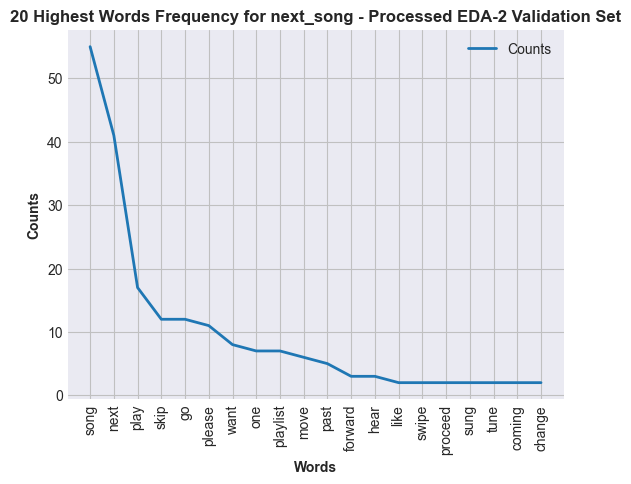 20 Highest Words Frequency for next_song - Processed EDA-2 Validation Set
Counts
50
40
30
20
10
0
Counts
song
next
play
skip
go
please
want
one
playlist
move
past
forward
hear
like
swipe
proceed
sung
tune
coming
change
Words